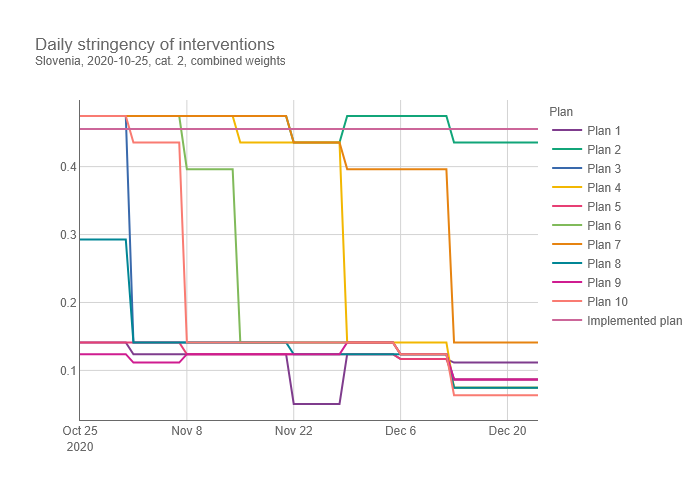 Daily stringency of interventions
Slovenia, 2020-10-25, cat. 2, combined weights
Plan
Plan 1
Plan 2
Plan 3
Plan 4
Plan 5
Plan 6
Plan 7
Plan 8
Plan 9
Plan 10
Implemented plan
0.4
0.3
0.2
0.1
Oct 25 Nov 8 Nov 22 Dec 6 Dec 20
2020